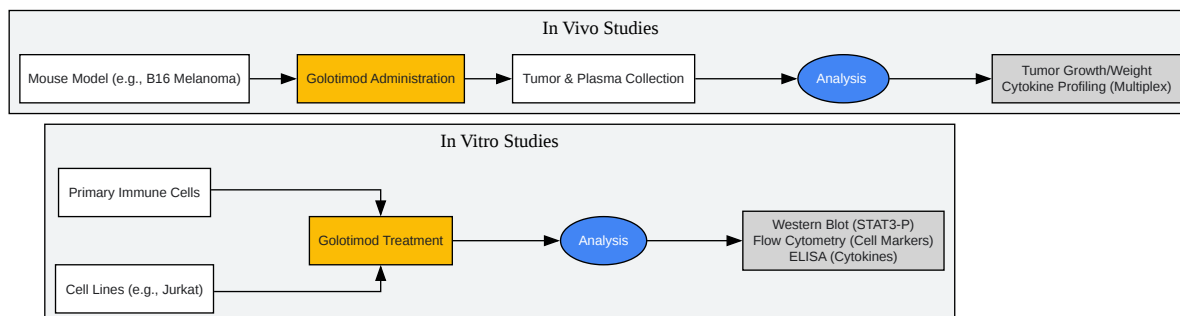 In Vivo Studies
Mouse Model (e.g., B16 Melanoma)
Golotimod Administration
Tumor & Plasma Collection
Analysis
Tumor Growth/Weight
Cytokine Profiling (Multiplex)
In Vitro Studies
Primary Immune Cells
Cell Lines (e.g., Jurkat)
Golotimod Treatment
Analysis
Western Blot (STAT3-P)
Flow Cytometry (Cell Markers)
ELISA (Cytokines)